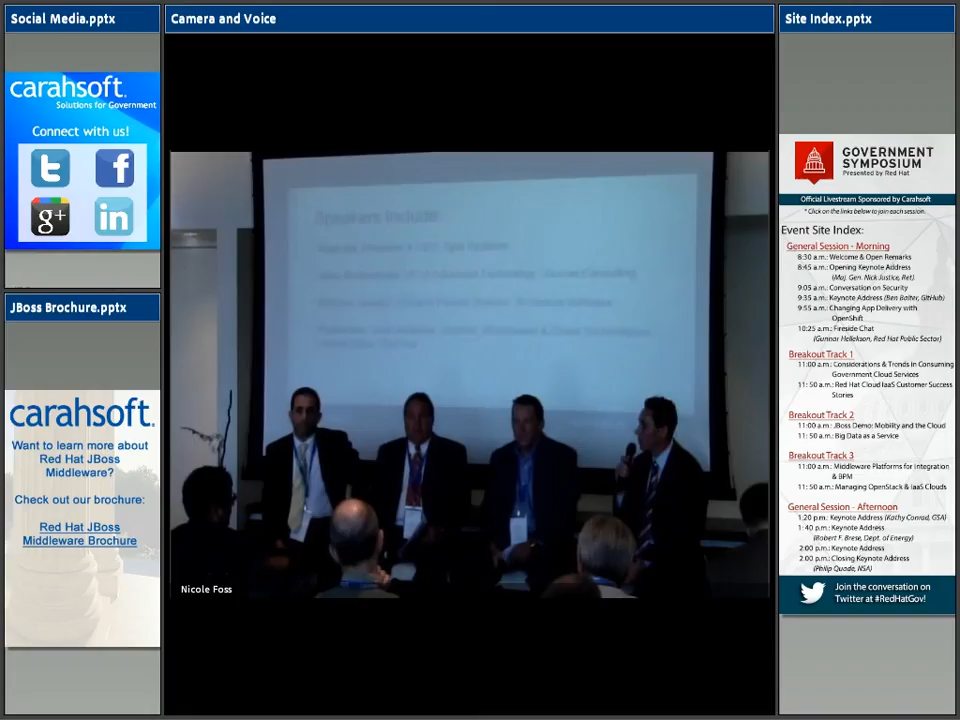 Social Media.pptx
carahsoft.
Solutions for Government
Connect with us!
t
f
g+
in
JBoss Brochure.pptx
carahsoft.
Want to learn more about
Red Hat JBoss
Middleware?
Check out our brochure:
Red Hat JBoss
Middleware Brochure
Camera and Voice
Speakers Include
Nicole Foss
Site Index.pptx
GOVERNMENT
SYMPOSIUM
Presented by Red Hat
Official Livestream Sponsored by Carahsoft
* Click on the links below to join each session.
Event Site Index:
General Session - Morning
8:30 a.m.: Welcome & Open Remarks
8:45 a.m.: Opening Keynote Address
(Maj. Gen. Nick Justice, Ret).
9:05 a.m.: Conversation on Security
9:35 a.m.: Keynote Address (Ben Balter, GitHub)
9:55 a.m.: Changing App Delivery with
OpenShift
10:25 a.m.: Fireside Chat
(Gunnar Hellekson, Red Hat Public Sector)
Breakout Track 1
11:00 a.m.: Considerations & Trends in Consuming
Government Cloud Services
11: 50 a.m.: Red Hat Cloud IaaS Customer Success
Stories
Breakout Track 2
11:00 a.m.: JBoss Demo: Mobility and the Cloud
11: 50 a.m.: Big Data as a Service
Breakout Track 3
11:00 a.m.: Middleware Platforms for Integration
& BPM
11: 50 a.m.: Managing OpenStack & IaaS Clouds
General Session - Afternoon
1:20 p.m.: Keynote Address (Kathy Conrad, GSA)
1: 40 p.m.: Keynote Address
(Robert F. Brese, Dept. of Energy)
2:00 p.m.: Keynote Address
2:00 p.m.: Closing Keynote Address
(Philip Quade, NSA)
Join the conversation on
Twitter at #RedHatGov!